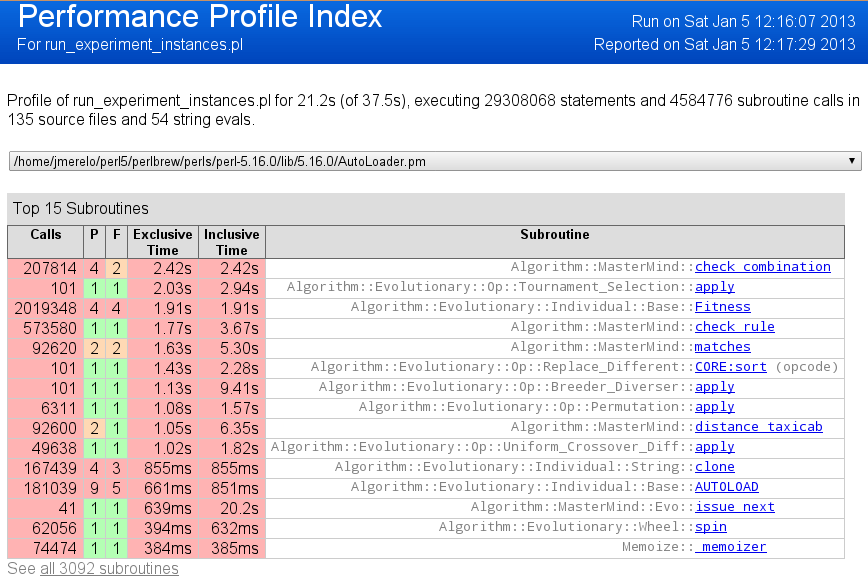 Performance Profile Index
For run_experiment_instances.pl
Run on Sat Jan 5 12:16:07 2013
Reported on Sat Jan 5 12:17:29 2013
Profile of run_experiment_instances.pl for 21.2s (of 37.5s), executing 29308068 statements and 4584776 subroutine calls in
135 source files and 54 string evals.
/home/jmerelo/perl5/perlbrew/perls/perl-5.16.0/lib/5.16.0/AutoLoader.pm
Top 15 Subroutines
Calls P F Exclusive Time Inclusive Time Subroutine
207814 4 2 2.42s 2.42s Algorithm::MasterMind::check_combination
101 1 1 2.03s 2.94s Algorithm::Evolutionary::Op::Tournament_Selection::apply
2019348 4 4 1.91s 1.91s Algorithm::Evolutionary::Individual::Base::Fitness
573580 1 1 1.77s 3.67s Algorithm::MasterMind::check_rule
92620 2 2 1.63s 5.30s Algorithm::MasterMind::matches
101 1 1 1.43s 2.28s Algorithm::Evolutionary::Op::Replace_Different::CORE:sort (opcode)
101 1 1 1.13s 9.41s Algorithm::Evolutionary::Op::Breeder_Diverser::apply
6311 1 1 1.08s 1.57s Algorithm::Evolutionary::Op::Permutation::apply
92600 2 1 1.05s 6.35s Algorithm::MasterMind::distance_taxicab
49638 1 1 1.02s 1.82s Algorithm::Evolutionary::Op::Uniform_Crossover_Diff::apply
167439 4 3 855ms 855ms Algorithm::Evolutionary::Individual::String::clone
181039 9 5 661ms 851ms Algorithm::Evolutionary::Individual::Base::AUTOLOAD
41 1 1 639ms 20.2s Algorithm::MasterMind::Evo::issue_next
62056 1 1 394ms 632ms Algorithm::Evolutionary::Wheel::spin
74474 1 1 384ms 385ms Memoize::_memoizer
See all 3092 subroutines